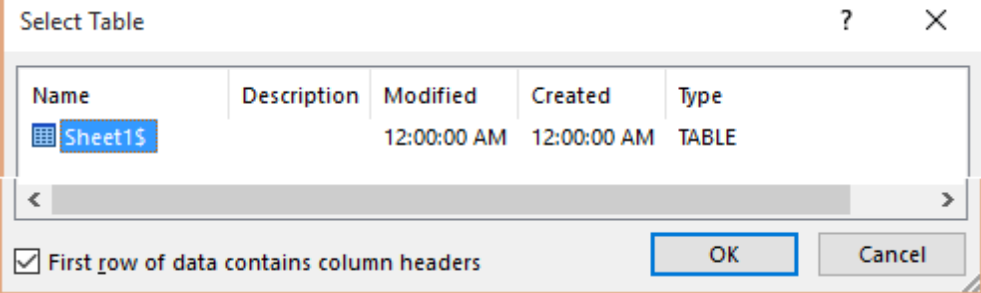 Select Table ? ×
Name Description Modified Created Type
Sheet1$ 12:00:00 AM 12:00:00 AM TABLE
First row of data contains column headers OK Cancel